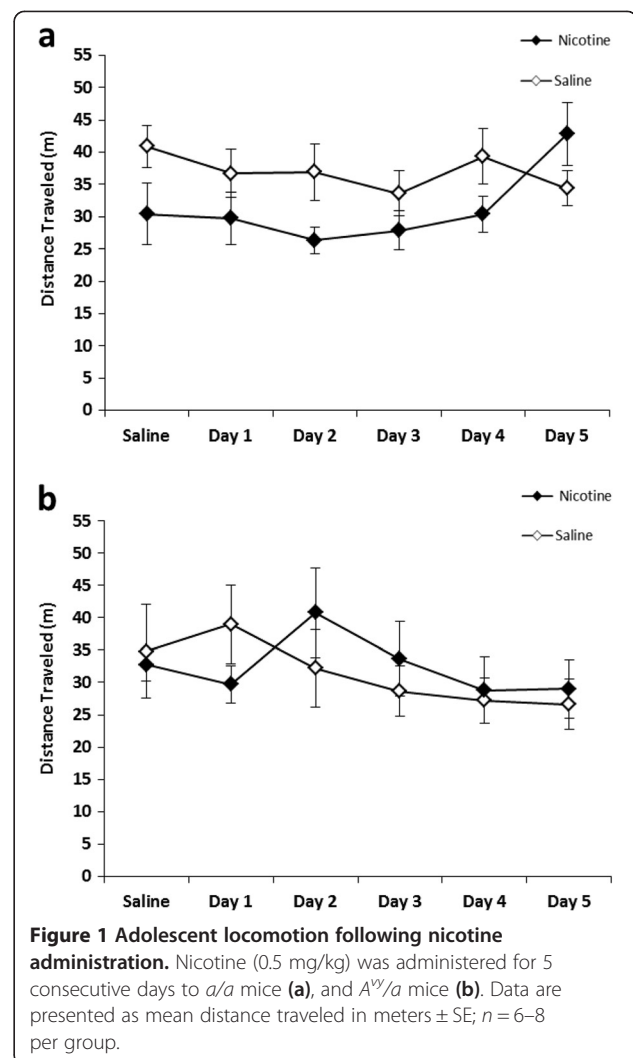 a
Nicotine
Saline
55
50
45
40
35
30
25
20
15
10
5
0
Distance Traveled (m)
Saline Day 1 Day 2 Day 3 Day 4 Day 5
b
Nicotine
Saline
55
50
45
40
35
30
25
20
15
10
5
0
Distance Traveled (m)
Saline Day 1 Day 2 Day 3 Day 4 Day 5
Figure 1 Adolescent locomotion following nicotine
administration. Nicotine (0.5 mg/kg) was administered for 5
consecutive days to a/a mice (a), and Avy/a mice (b). Data are
presented as mean distance traveled in meters ± SE; n = 6–8
per group.